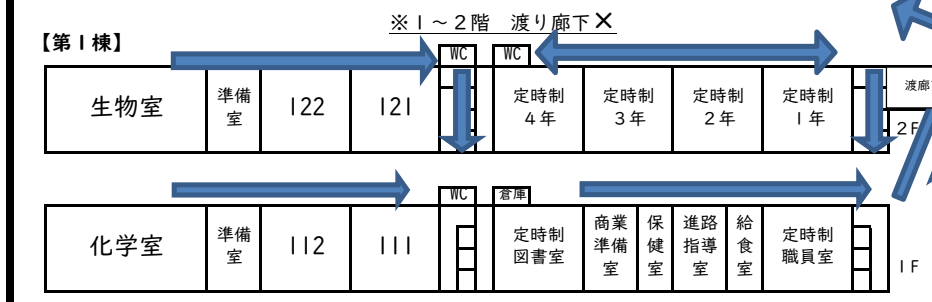 ※1～2階　渡り廊下×
【第1棟】
WC
WC
生物室
準備
室
122
121
定時制
4年
定時制
3年
定時制
2年
定時制
1年
渡廊
2F
WC
倉庫
化学室
準備
室
112
111
定時制
図書室
商業
準備
室
保
健
室
進路
指導
室
給
食
室
定時制
職員室
1F